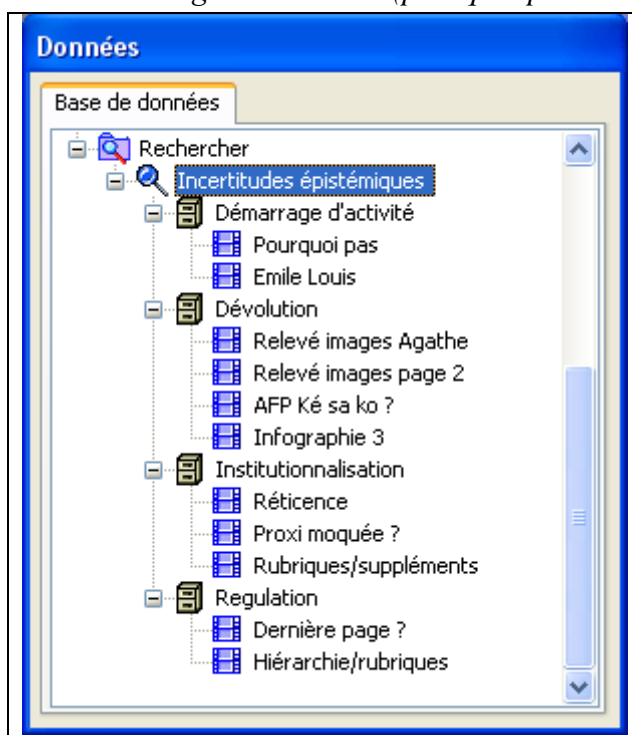 Données
Base de données
Rechercher
Incertitudes épistémiques
Démarrage d'activité
Pourquoi pas
Emile Louis
Dévolution
Relevé images Agathe
Relevé images page 2
AFP Ké sa ko ?
Infographie 3
Institutionnalisation
Réticence
Proxi moquée ?
Rubriques/suppléments
Regulation
Dernière page ?
Hiérarchie/rubriques